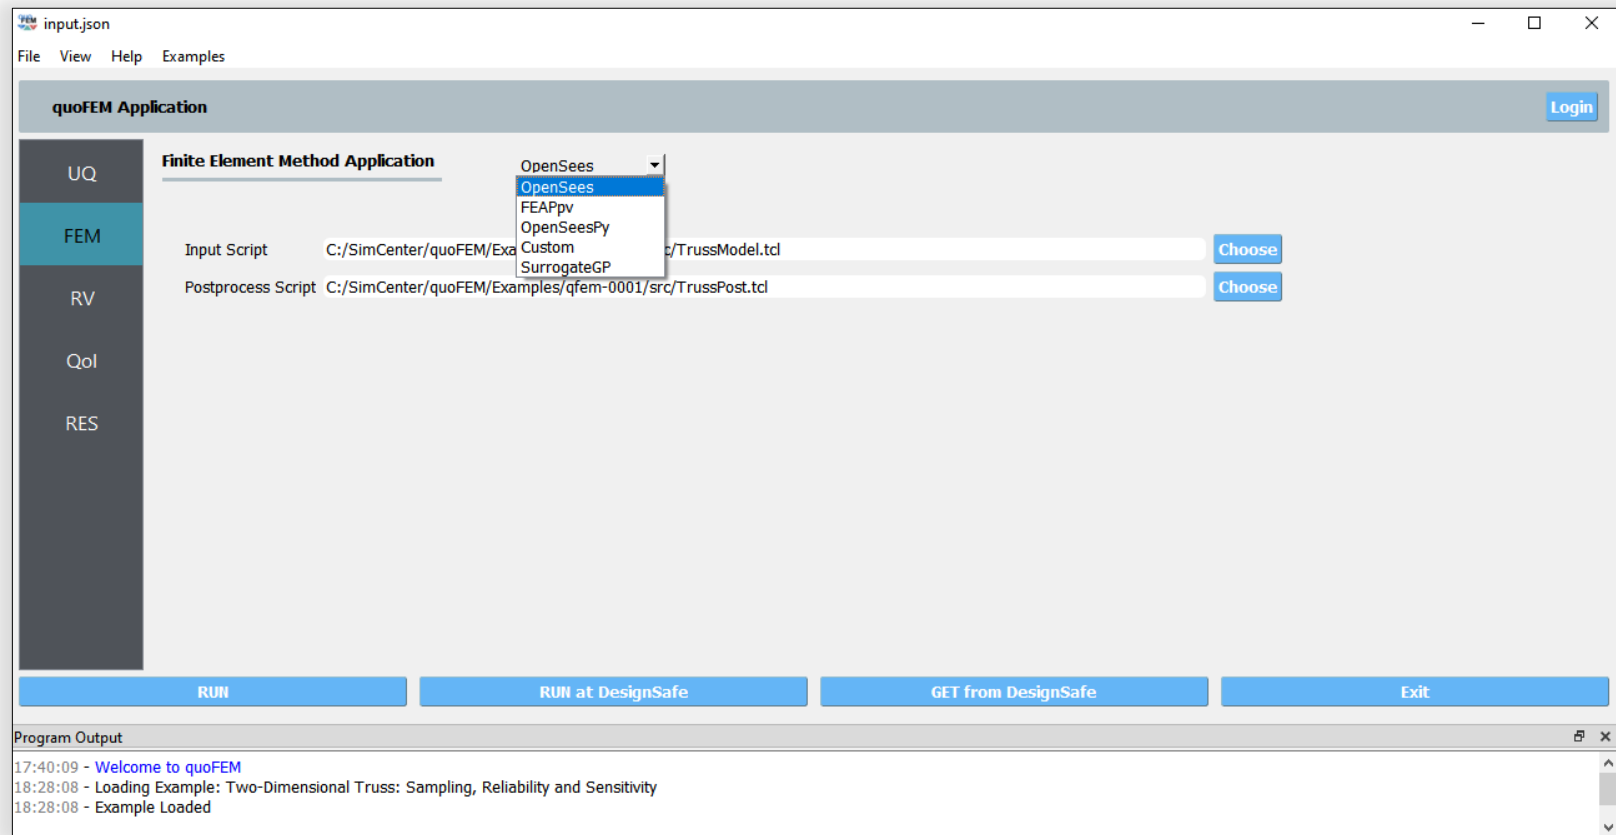 input.json
File View Help Examples
quoFEM Application
Login
UQ
FEM
RV
QoI
RES
Finite Element Method Application
OpenSees
OpenSees
FEAPpv
OpenSeesPy
Custom
SurrogateGP
Input Script C:/SimCenter/quoFEM/Exa c/TrussModel.tcl Choose
Postprocess Script C:/SimCenter/quoFEM/Examples/qfem-0001/src/TrussPost.tcl Choose
RUN
RUN at DesignSafe
GET from DesignSafe
Exit
Program Output
17:40:09 - Welcome to quoFEM
18:28:08 - Loading Example: Two-Dimensional Truss: Sampling, Reliability and Sensitivity
18:28:08 - Example Loaded